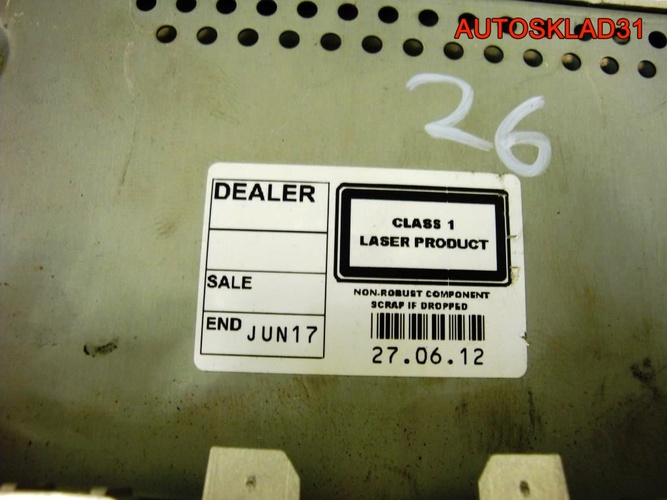 AUTOSKLAD31
26
DEALER
SALE
END JUN17
CLASS 1
LASER PRODUCT
NON-ROBUST COMPONENT
SCRAP IF DROPPED
27.06.12